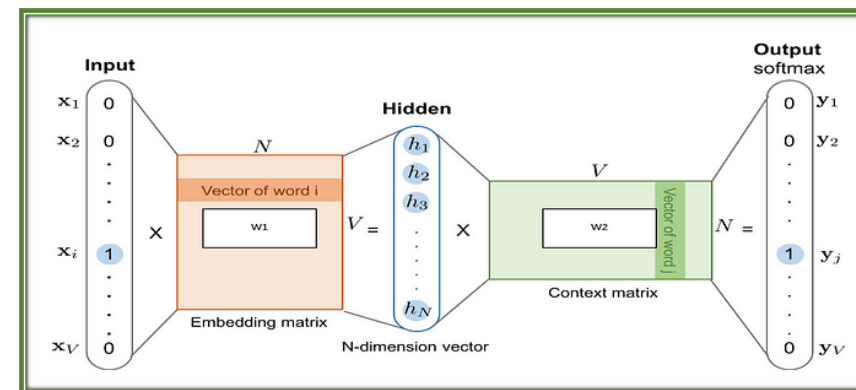 Input
x1 0
x2 0
xi 1
xV 0
X
N
Vector of word i
w1
V =
Embedding matrix
Hidden
h1
h2
h3
hN
N-dimension vector
X
V
w2
Vector of word j
N =
Context matrix
Output
softmax
0 y1
0 y2
1 yj
0 yV